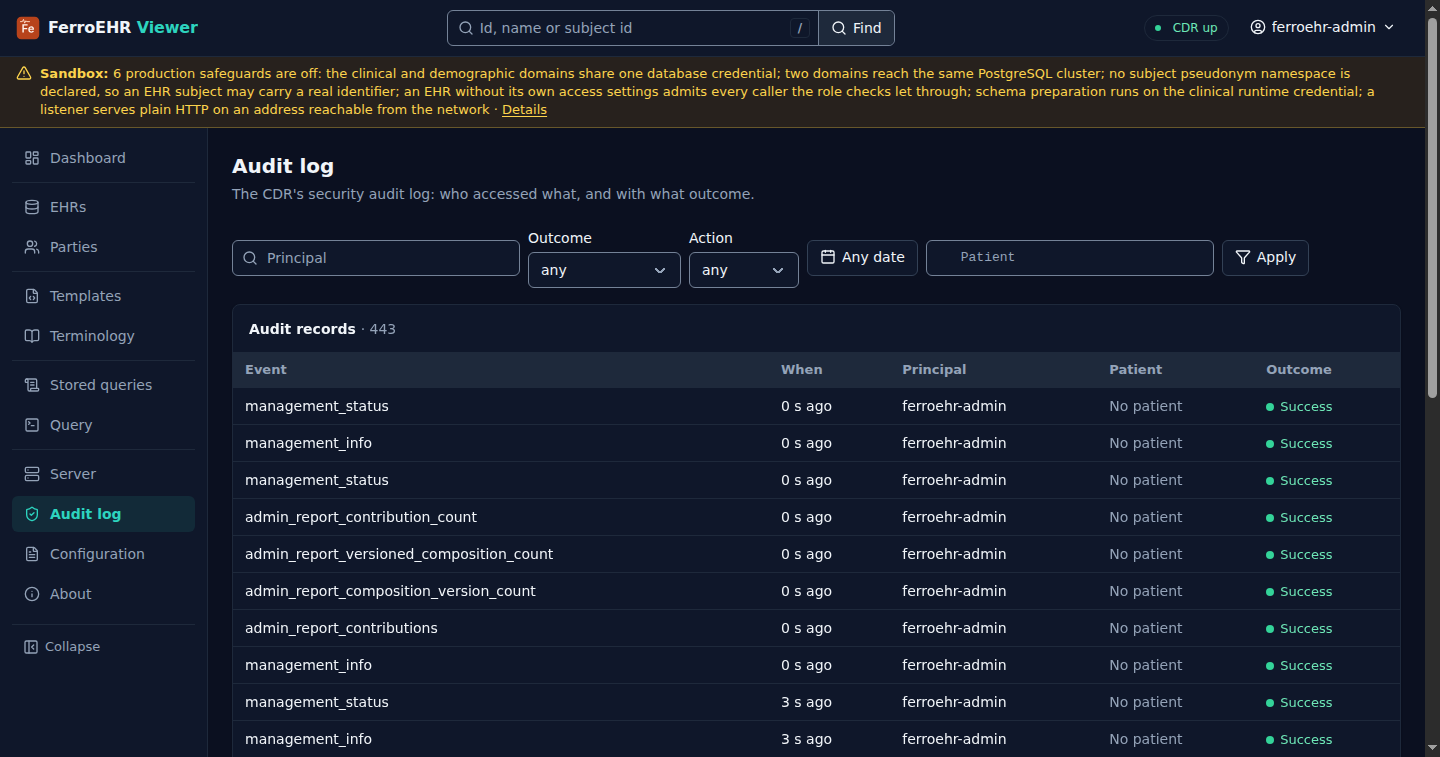 Fe FerroEHR Viewer
Id, name or subject id / Find
CDR up ferroehr-admin
Sandbox: 6 production safeguards are off: the clinical and demographic domains share one database credential; two domains reach the same PostgreSQL cluster; no subject pseudonym namespace is
declared, so an EHR subject may carry a real identifier; an EHR without its own access settings admits every caller the role checks let through; schema preparation runs on the clinical runtime credential; a
listener serves plain HTTP on an address reachable from the network · Details
Dashboard
EHRs
Parties
Templates
Terminology
Stored queries
Query
Server
Audit log
Configuration
About
Collapse
Audit log
The CDR's security audit log: who accessed what, and with what outcome.
Principal
Outcome
any
Action
any
Any date
Patient
Apply
Audit records · 443
Event When Principal Patient Outcome
management_status 0 s ago ferroehr-admin No patient Success
management_info 0 s ago ferroehr-admin No patient Success
management_status 0 s ago ferroehr-admin No patient Success
admin_report_contribution_count 0 s ago ferroehr-admin No patient Success
admin_report_versioned_composition_count 0 s ago ferroehr-admin No patient Success
admin_report_composition_version_count 0 s ago ferroehr-admin No patient Success
admin_report_contributions 0 s ago ferroehr-admin No patient Success
management_info 0 s ago ferroehr-admin No patient Success
management_status 3 s ago ferroehr-admin No patient Success
management_info 3 s ago ferroehr-admin No patient Success